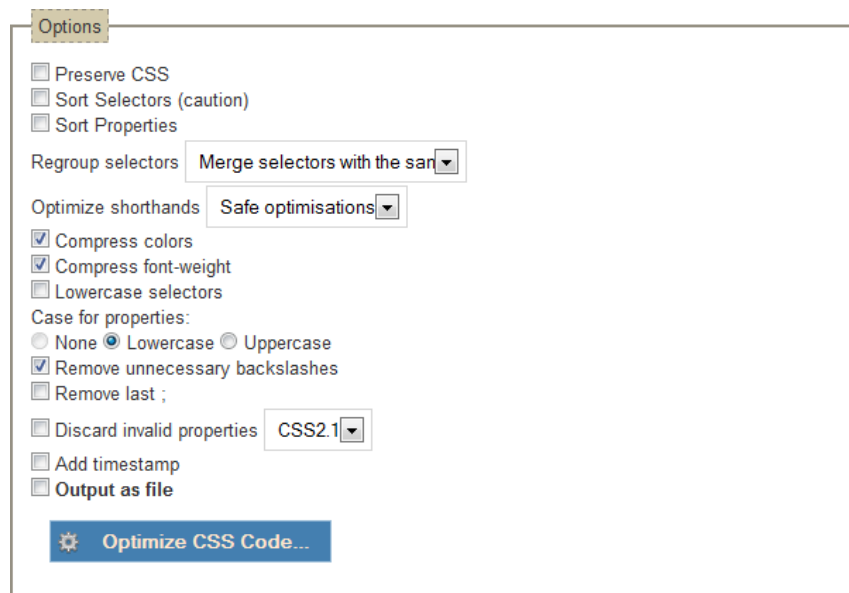 Options
Preserve CSS
Sort Selectors (caution)
Sort Properties
Regroup selectors Merge selectors with the san
Optimize shorthands Safe optimisations
Compress colors
Compress font-weight
Lowercase selectors
Case for properties:
None Lowercase Uppercase
Remove unnecessary backslashes
Remove last ;
Discard invalid properties CSS2.1
Add timestamp
Output as file
Optimize CSS Code...